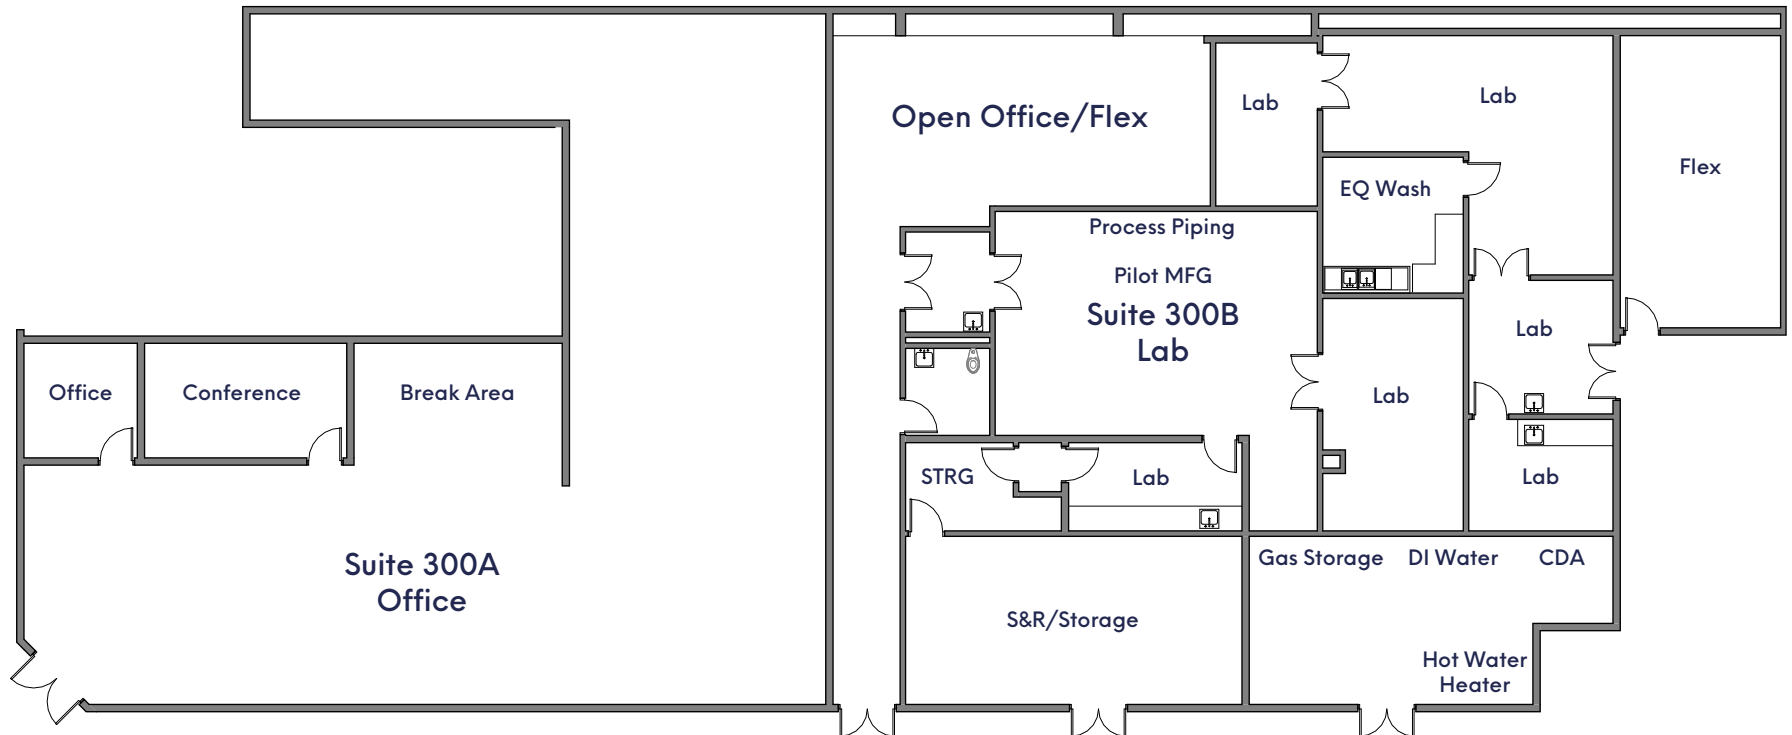 Open Office/Flex
Lab
Lab
Flex
EQ Wash
Process Piping
Pilot MFG
Suite 300B
Lab
Lab
Office
Conference
Break Area
Lab
STRG
Lab
Lab
Suite 300A
Office
Gas Storage
DI Water
CDA
S&R/Storage
Hot Water
Heater